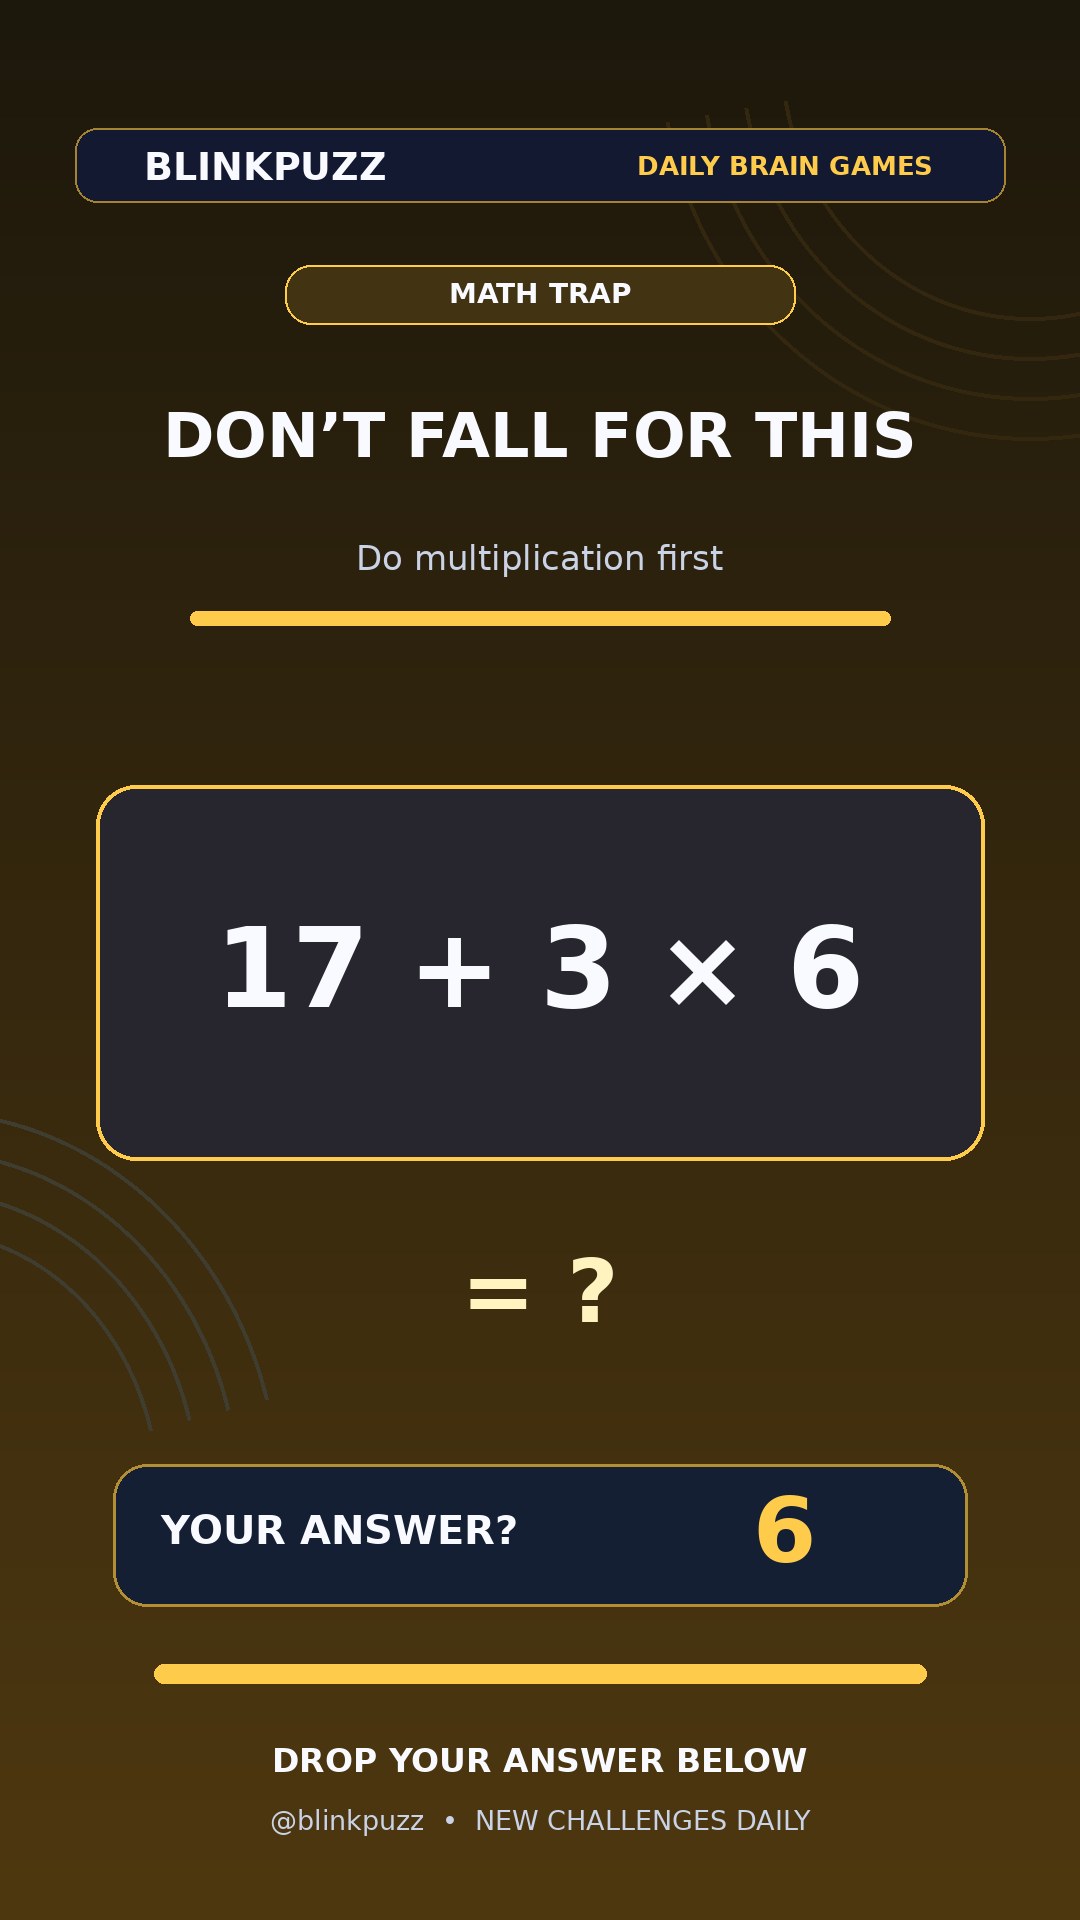 BLINKPUZZ DAILY BRAIN GAMES
MATH TRAP
DON’T FALL FOR THIS
Do multiplication first
17 + 3 × 6
= ?
YOUR ANSWER? 6
DROP YOUR ANSWER BELOW
@blinkpuzz • NEW CHALLENGES DAILY